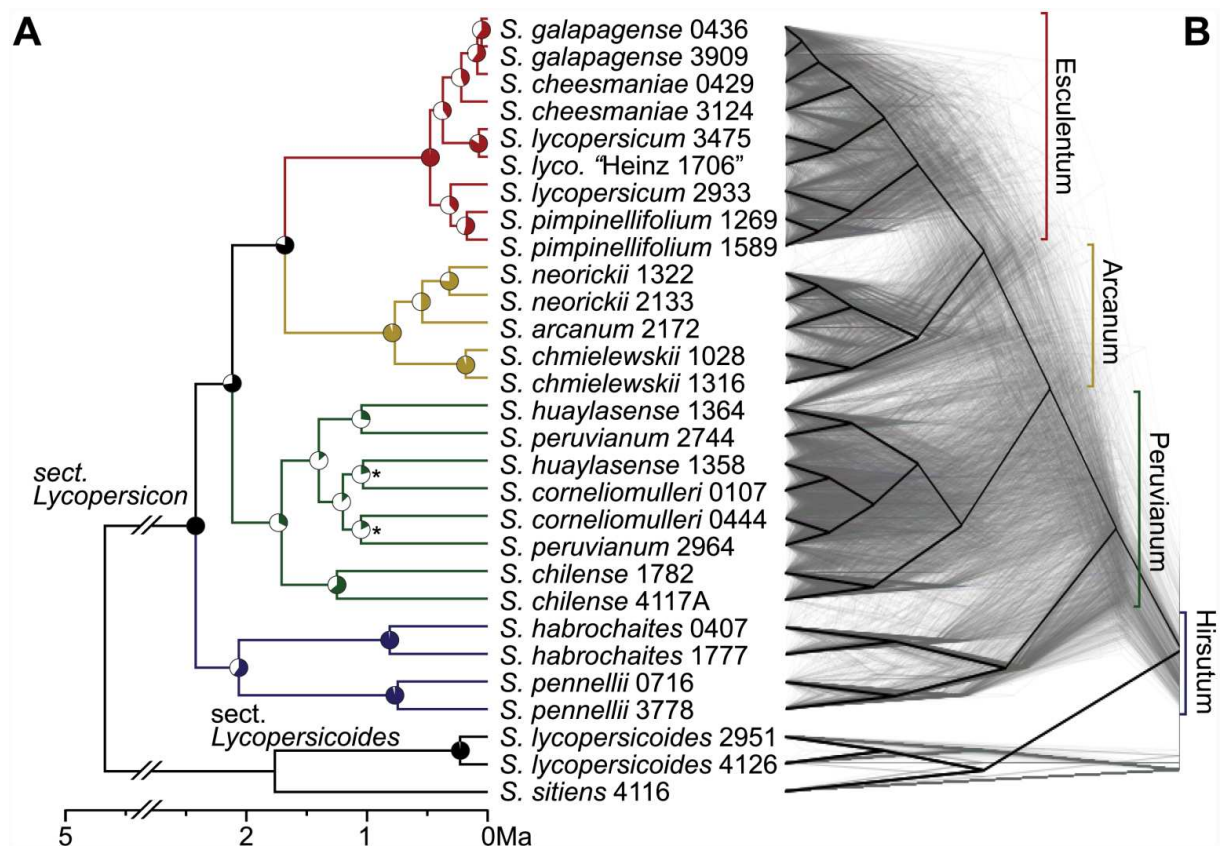 A
B
S. galapagense 0436
S. galapagense 3909
S. cheesmaniae 0429
S. cheesmaniae 3124
S. lycopersicum 3475
S. lyco. “Heinz 1706”
S. lycopersicum 2933
S. pimpinellifolium 1269
S. pimpinellifolium 1589
S. neorickii 1322
S. neorickii 2133
S. arcanum 2172
S. chmielewskii 1028
S. chmielewskii 1316
S. huaylasense 1364
S. peruvianum 2744
S. huaylasense 1358
*
S. corneliomulleri 0107
S. corneliomulleri 0444
*
S. peruvianum 2964
S. chilense 1782
S. chilense 4117A
S. habrochaites 0407
S. habrochaites 1777
S. pennellii 0716
S. pennellii 3778
S. lycopersicoides 2951
S. lycopersicoides 4126
S. sitiens 4116
sect.
Lycopersicon
sect.
Lycopersicoides
5 2 1 0Ma
Esculentum
Arcanum
Peruvianum
Hirsutum